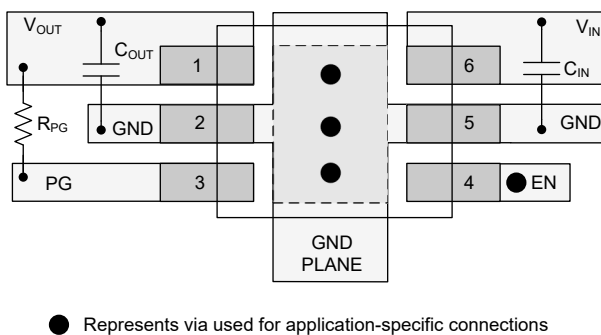 VOUT
COUT
1
6
VIN
CIN
RPG
GND
2
5
GND
PG
3
4
EN
GND
PLANE
Represents via used for application-specific connections